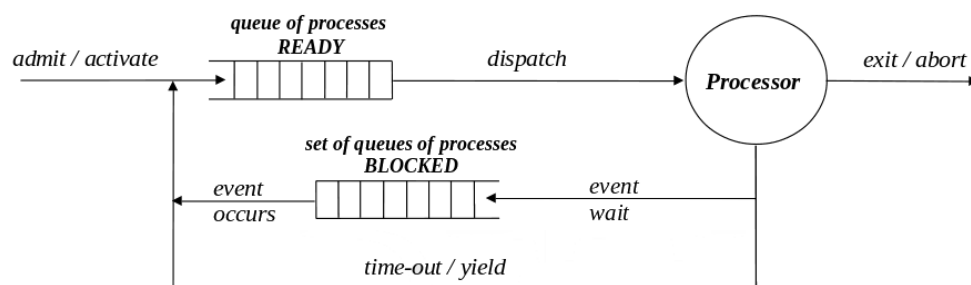 queue of processes
READY
admit / activate
dispatch
exit / abort
Processor
set of queues of processes
BLOCKED
event
occurs
event
wait
time-out / yield